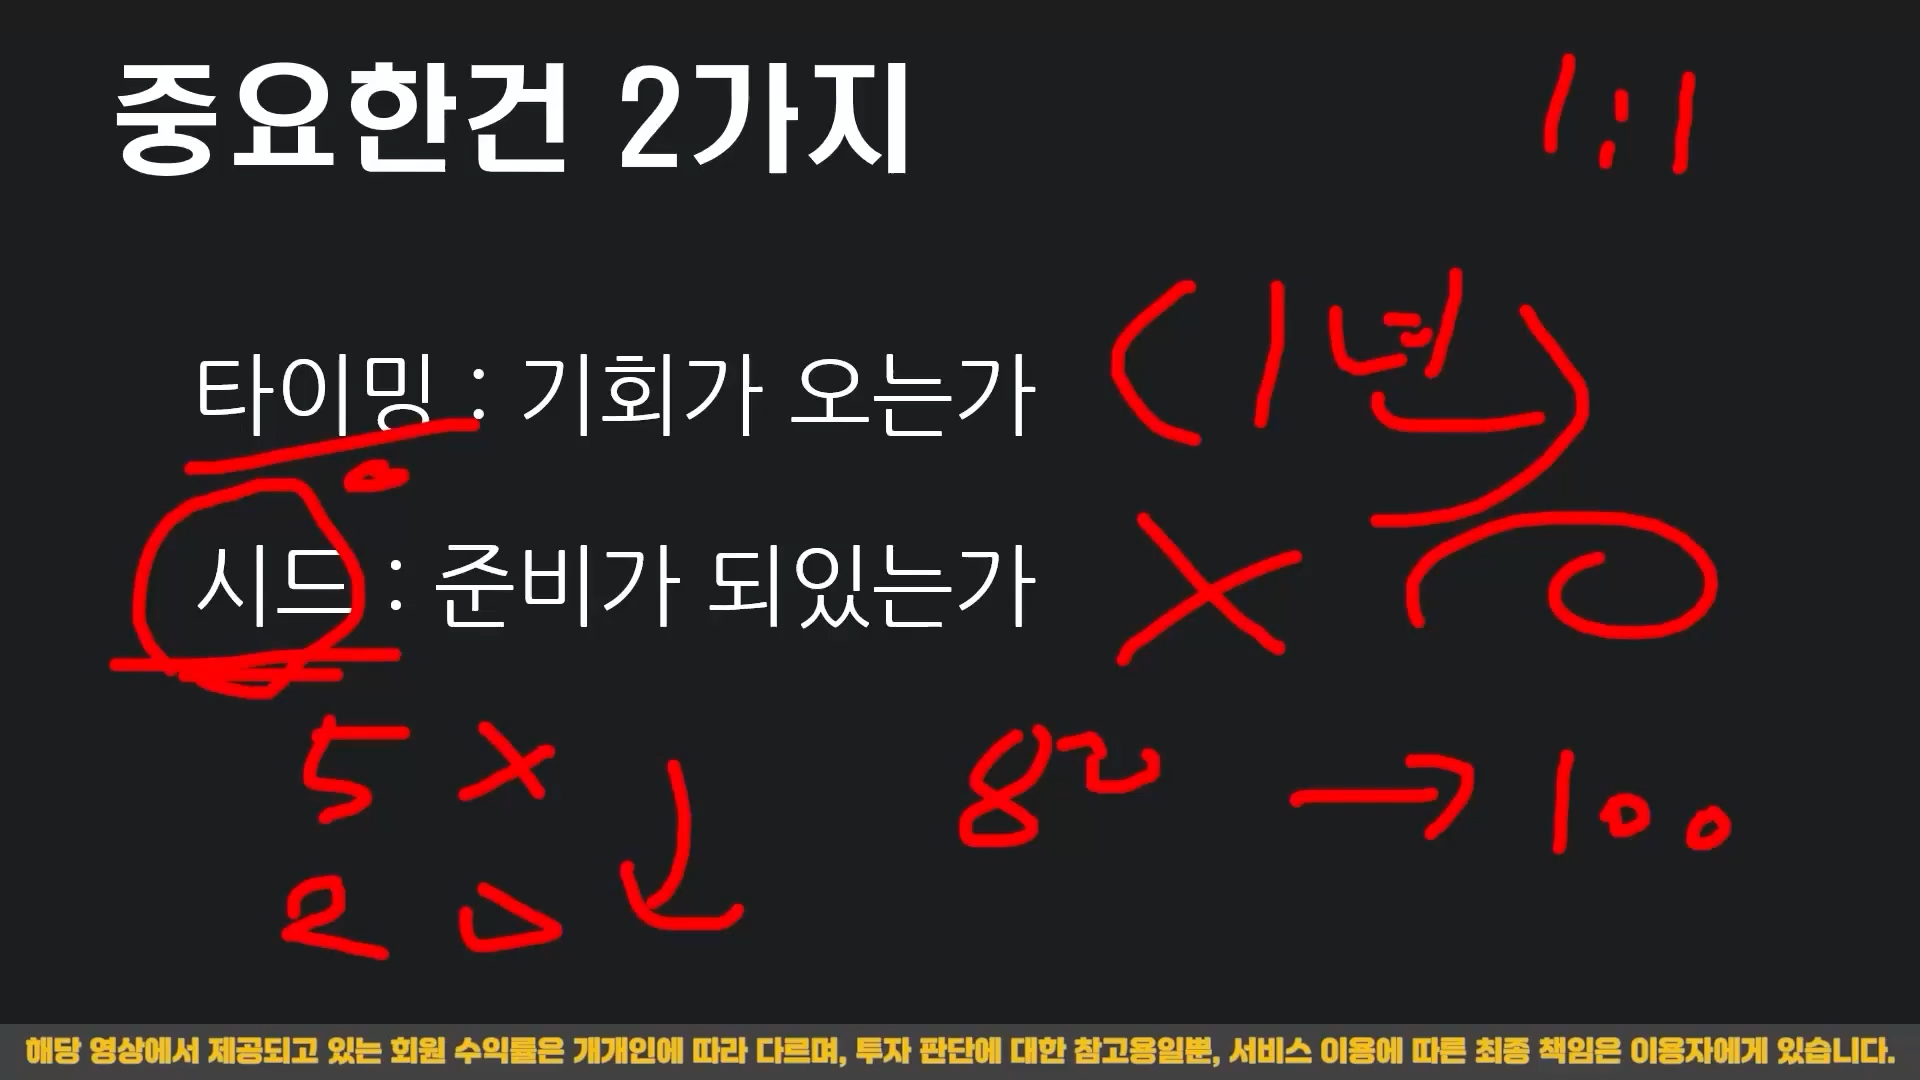 중요한건 2가지
1:1
타이밍 : 기회가 오는가
(1년)
시드 : 준비가 되있는가
5 X
80 → 100
2
해당 영상에서 제공되고 있는 회원 수익률은 개개인에 따라 다르며, 투자 판단에 대한 참고용일뿐, 서비스 이용에 따른 최종 책임은 이용자에게 있습니다.